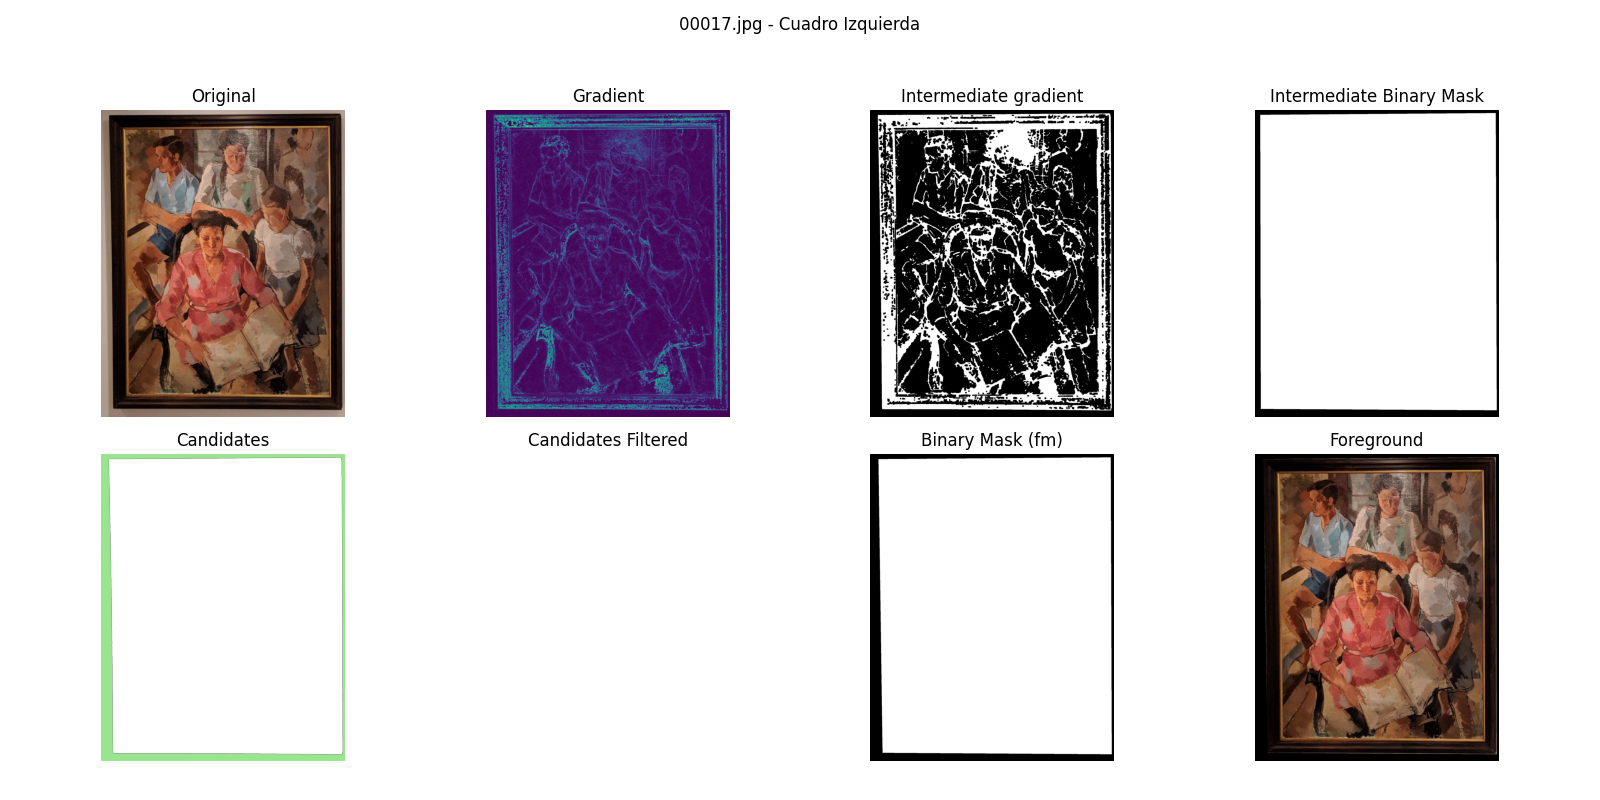 00017.jpg - Cuadro Izquierda
Original
Gradient
Intermediate gradient
Intermediate Binary Mask
Candidates
Candidates Filtered
Binary Mask (fm)
Foreground